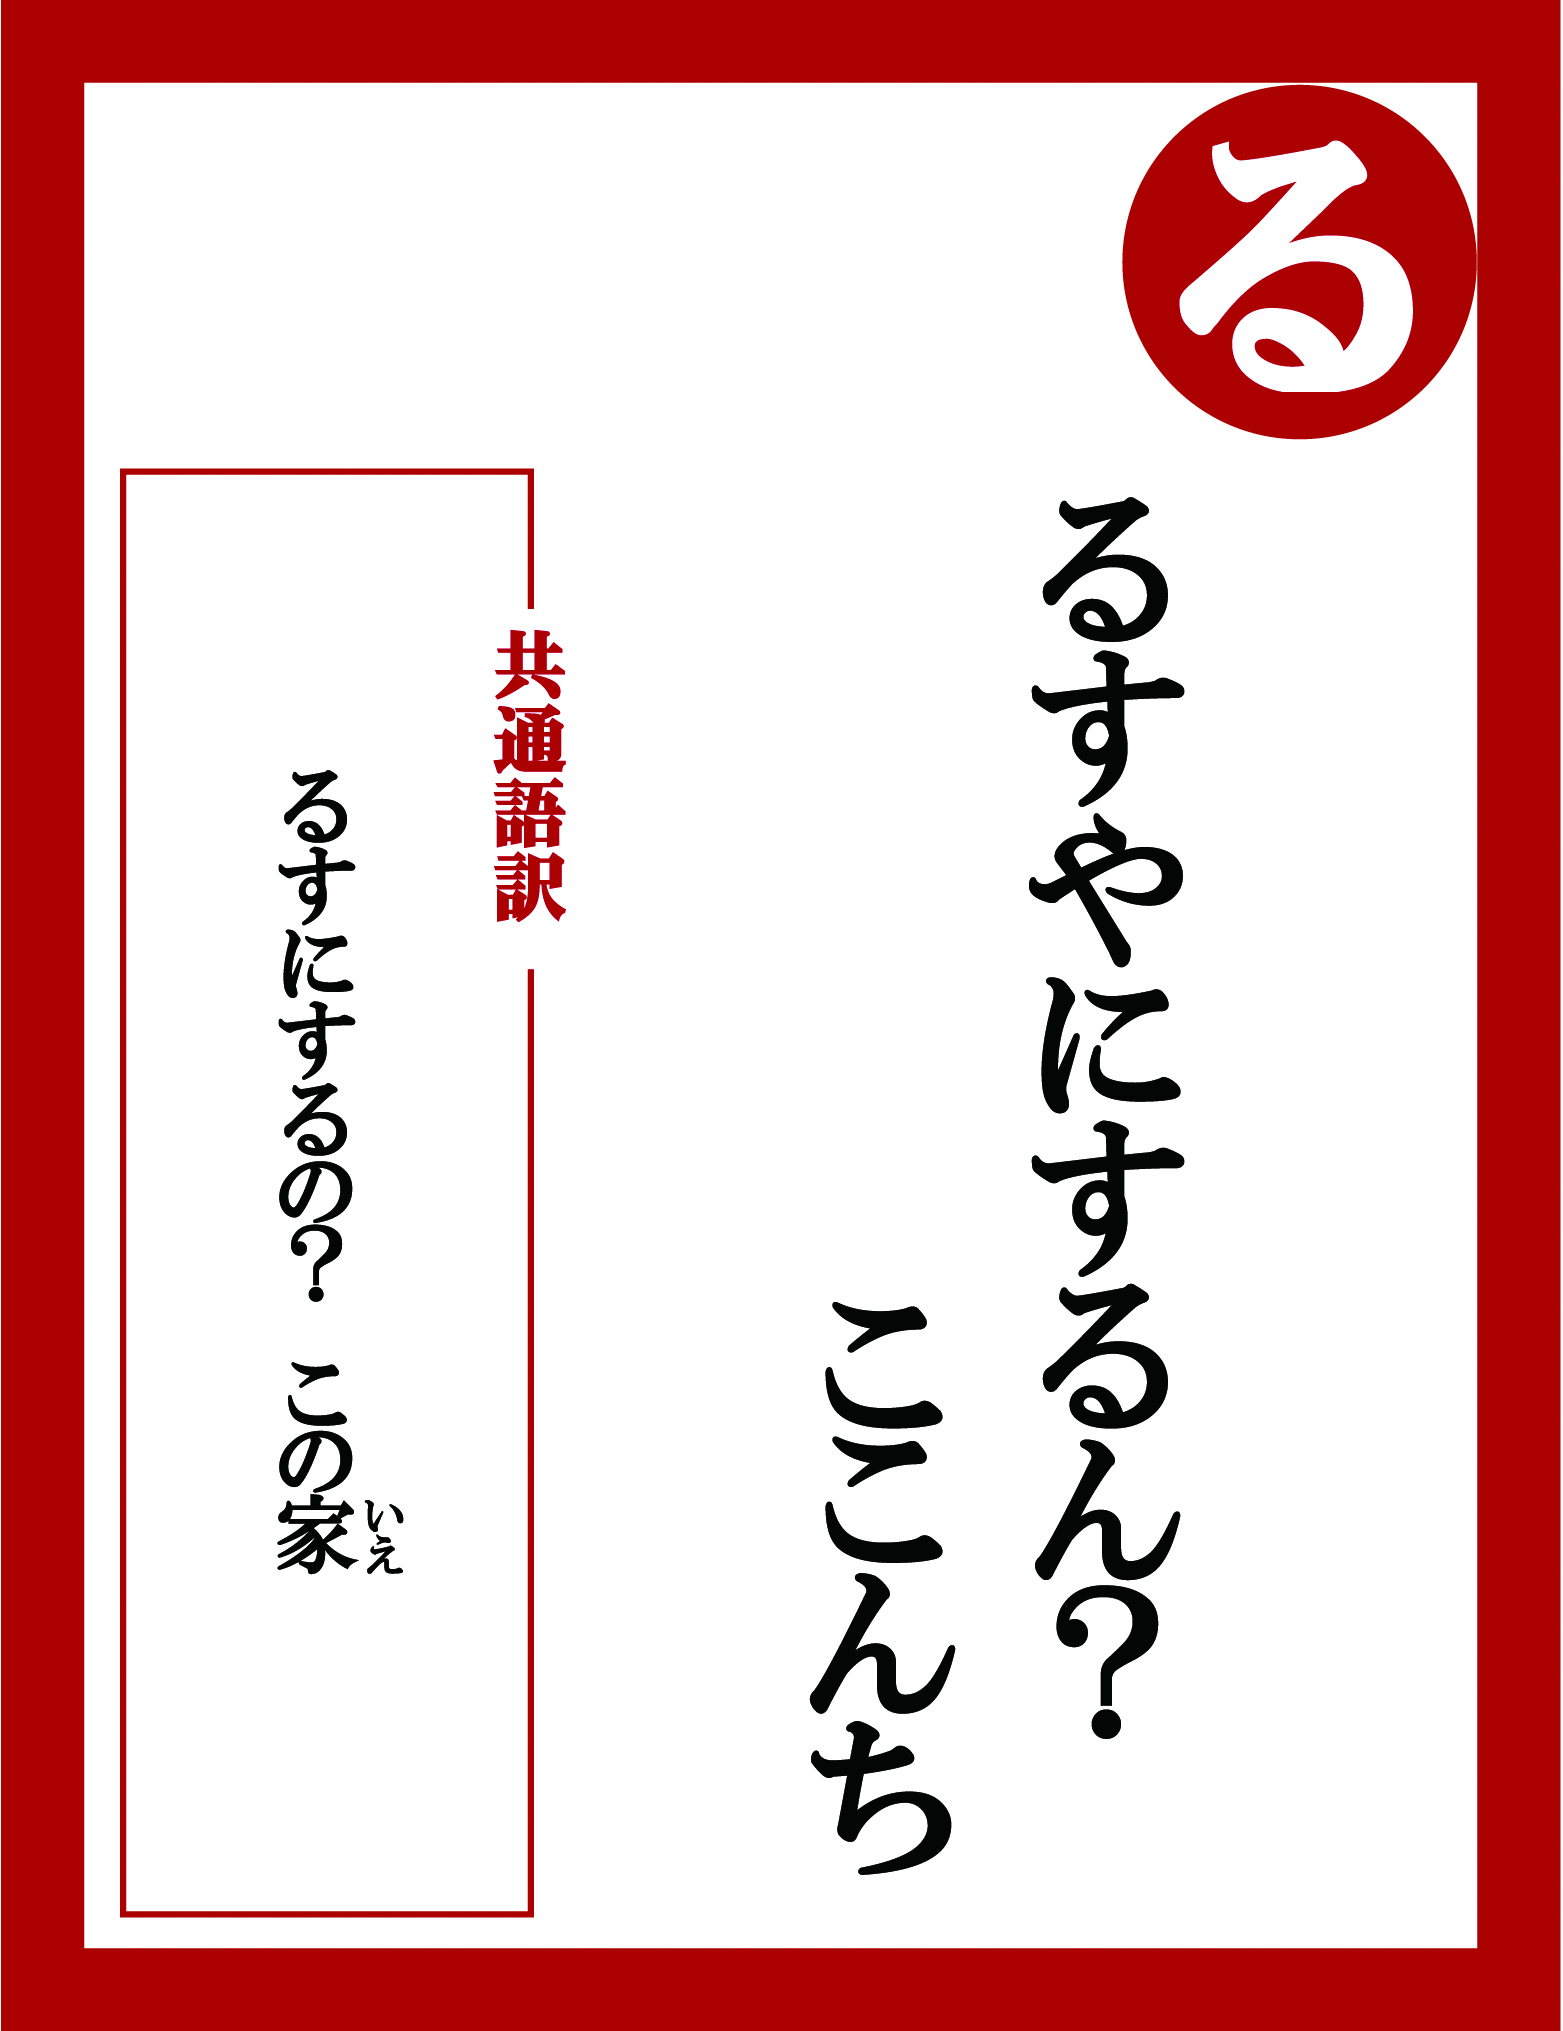 る
るすやにするん?
ここんち
共通語訳
るすにするの? この家
いえ